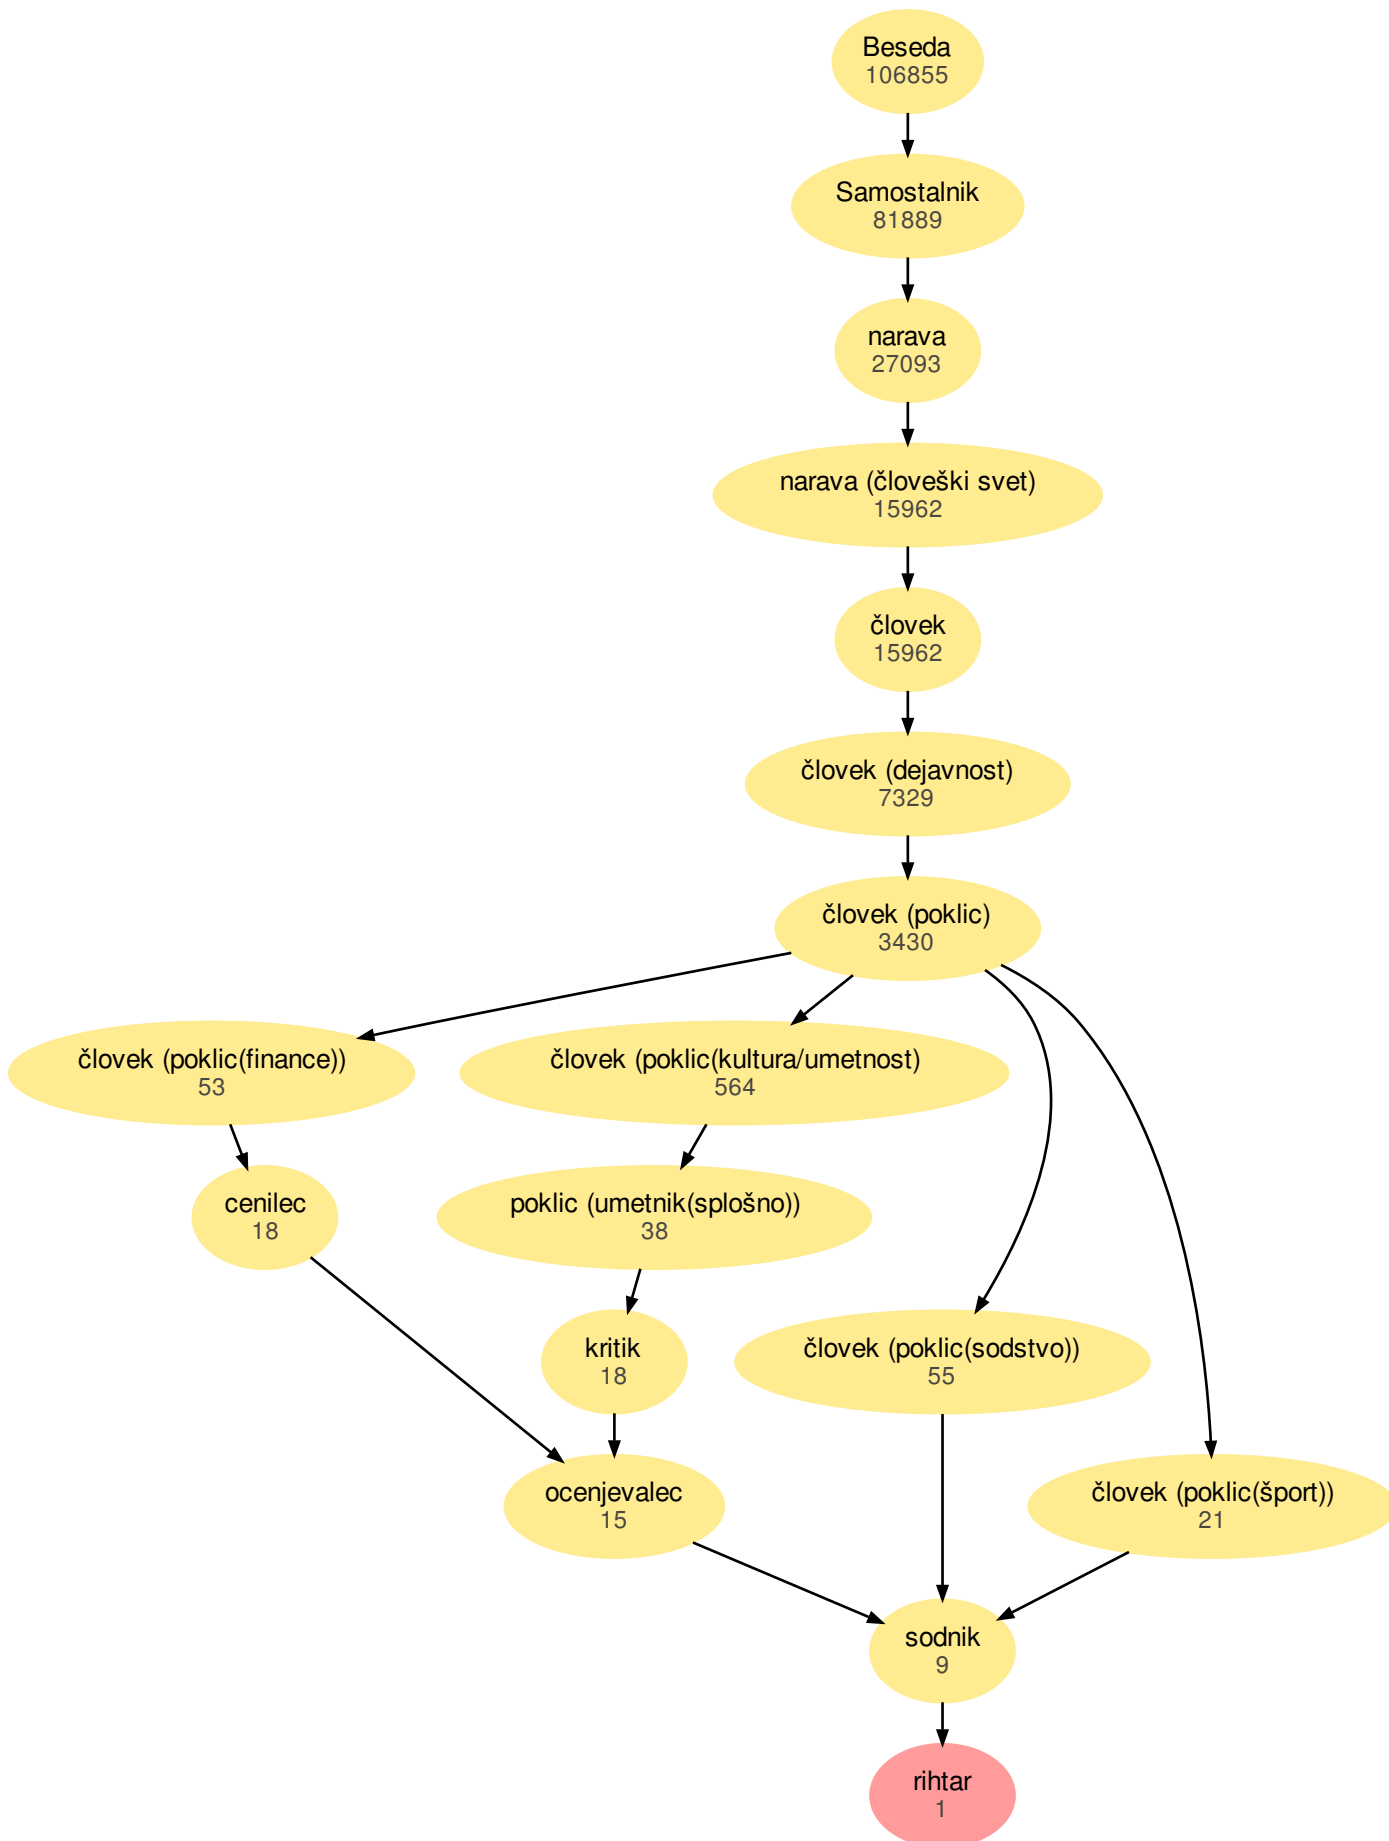 Beseda
106855
Samostalnik
81889
narava
27093
narava (človeški svet)
15962
človek
15962
človek (dejavnost)
7329
človek (poklic)
3430
človek (poklic(finance))
53
človek (poklic(kultura/umetnost)
564
cenilec
18
poklic (umetnik(splošno))
38
kritik
18
človek (poklic(sodstvo))
55
ocenjevalec
15
človek (poklic(šport))
21
sodnik
9
rihtar
1